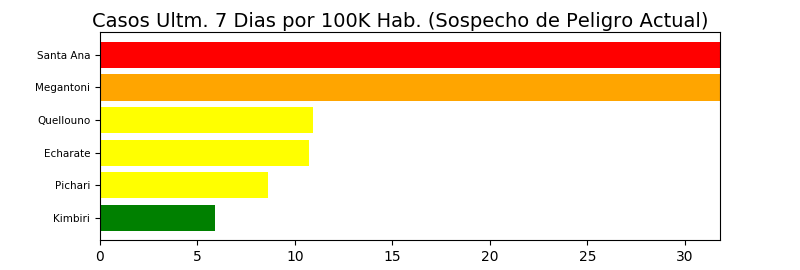 Casos Ultm. 7 Dias por 100K Hab. (Sospecho de Peligro Actual)
Santa Ana
Megantoni
Quellouno
Echarate
Pichari
Kimbiri
0 5 10 15 20 25 30